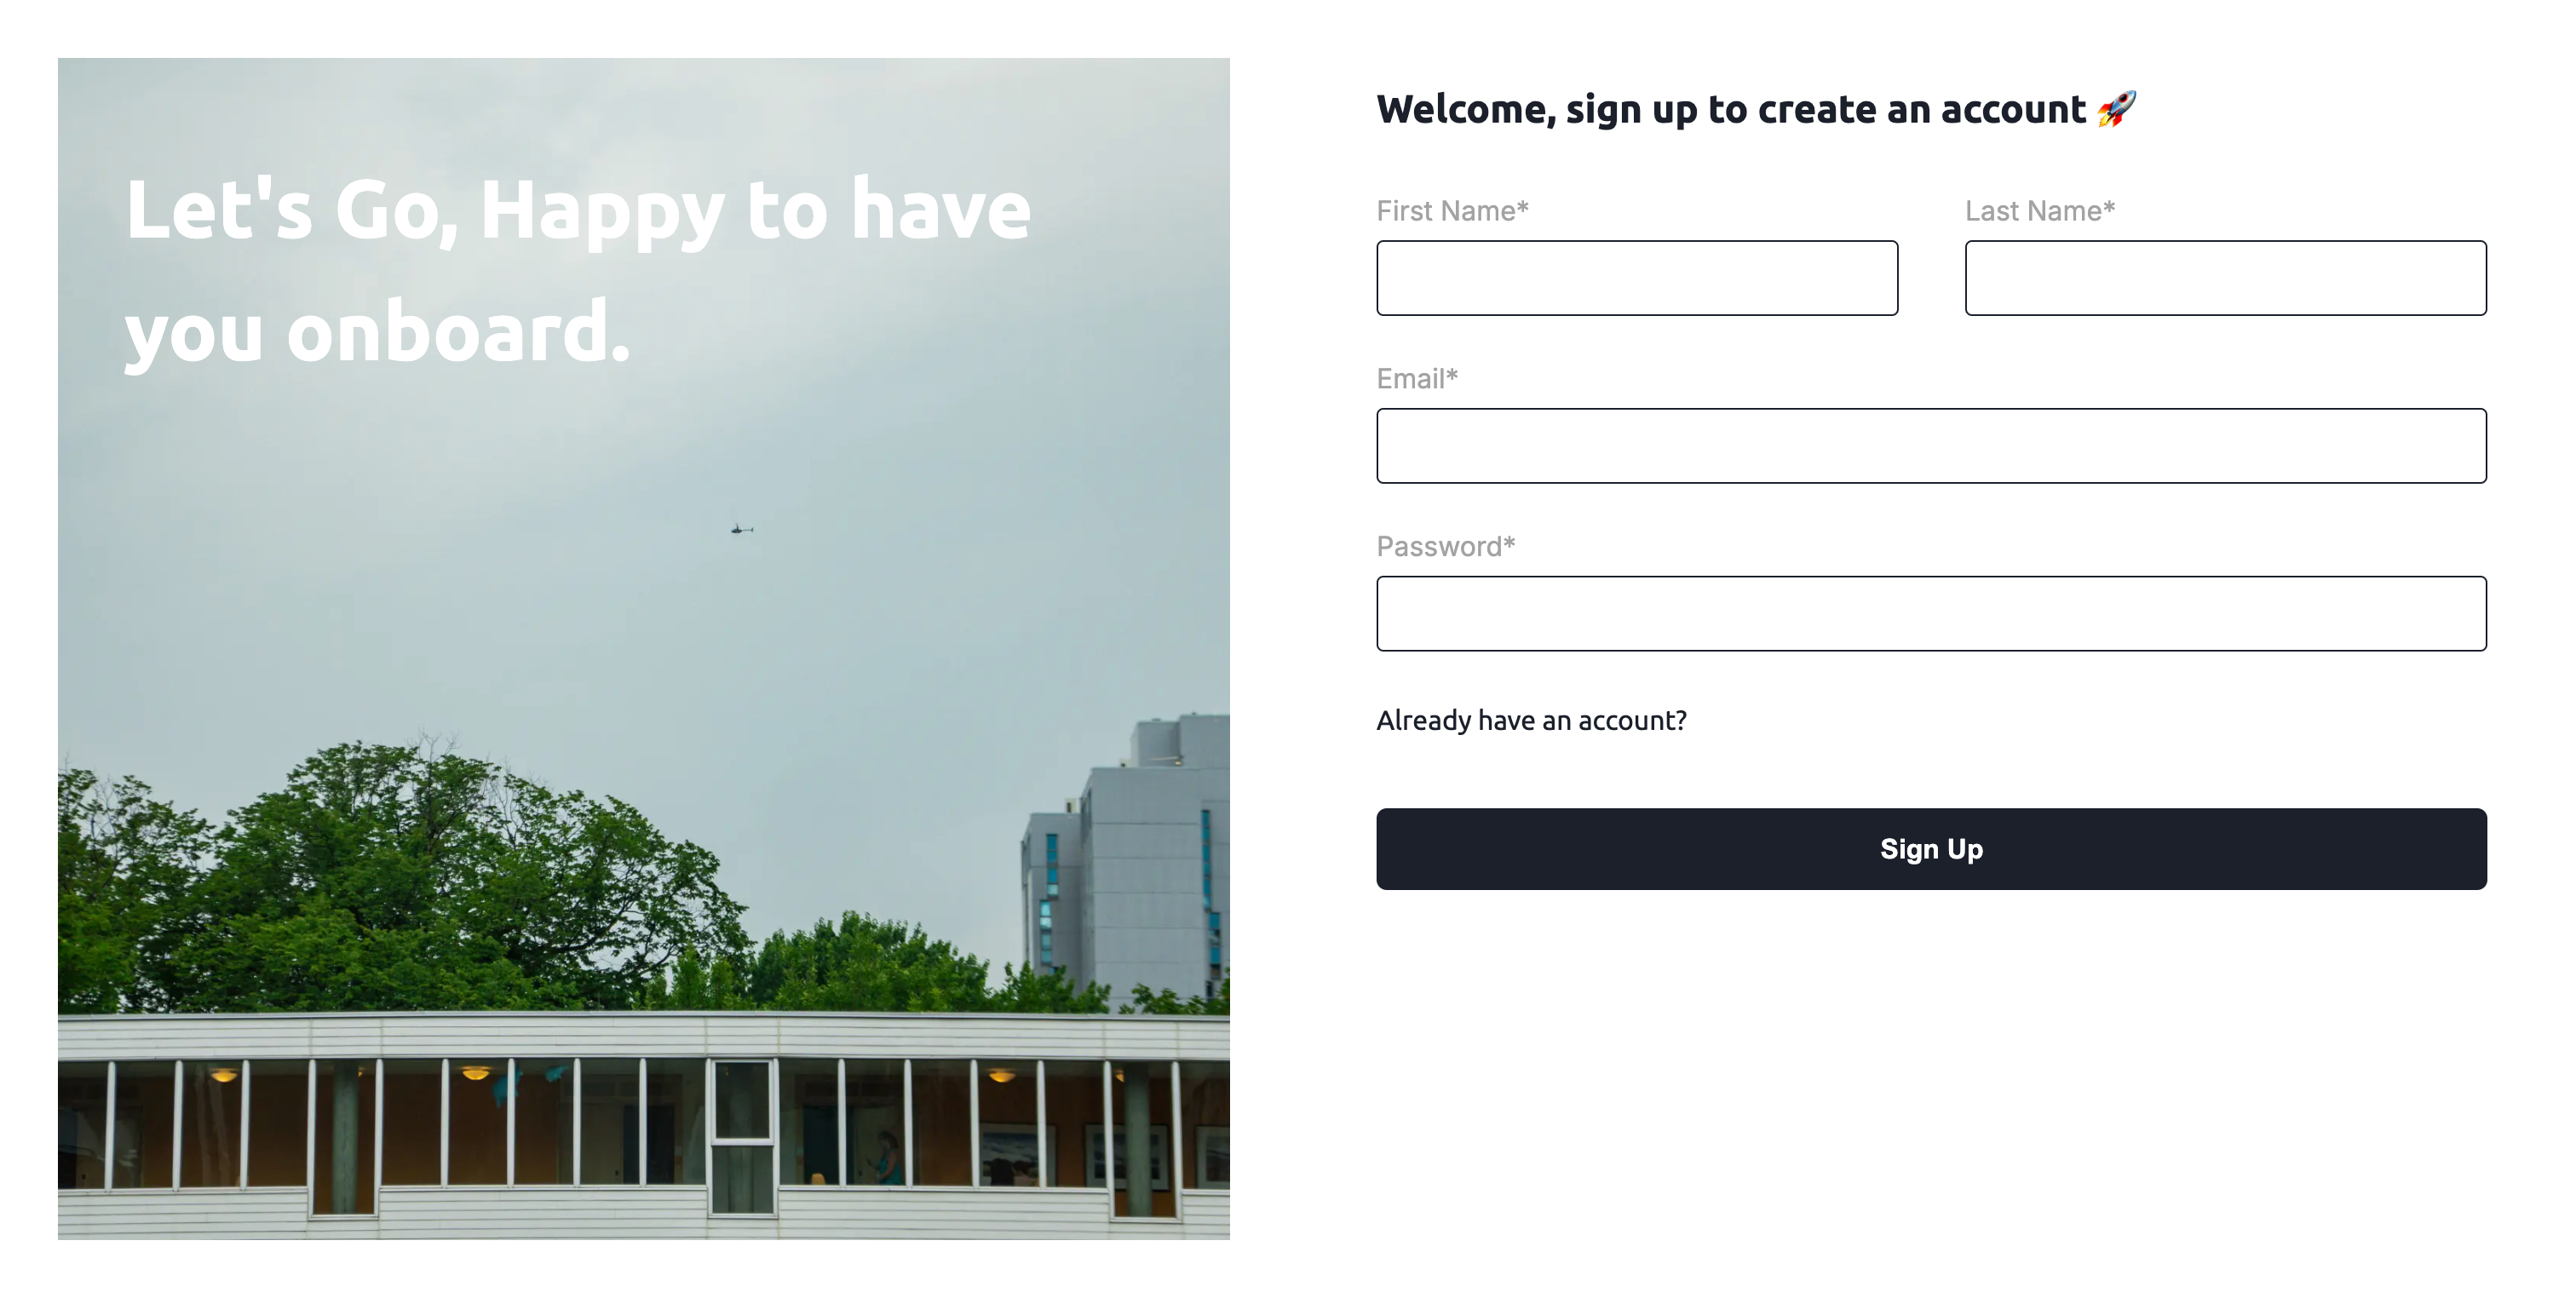 Let's Go, Happy to have
you onboard.
Welcome, sign up to create an account 🚀
First Name*
Last Name*
Email*
Password*
Already have an account?
Sign Up